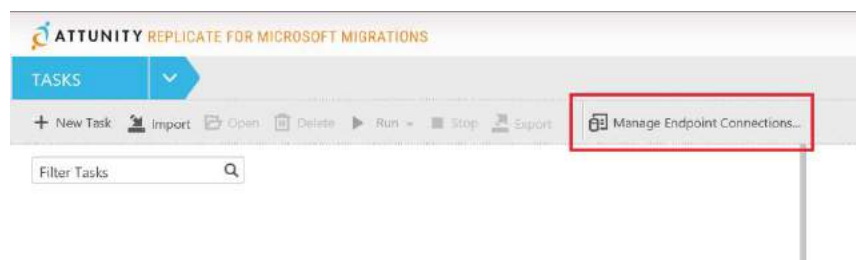 ATTUNITY REPLICATE FOR MICROSOFT MIGRATIONS
TASKS
New Task Import Open Delete Run Stop Export Manage Endpoint Connections...
Filter Tasks